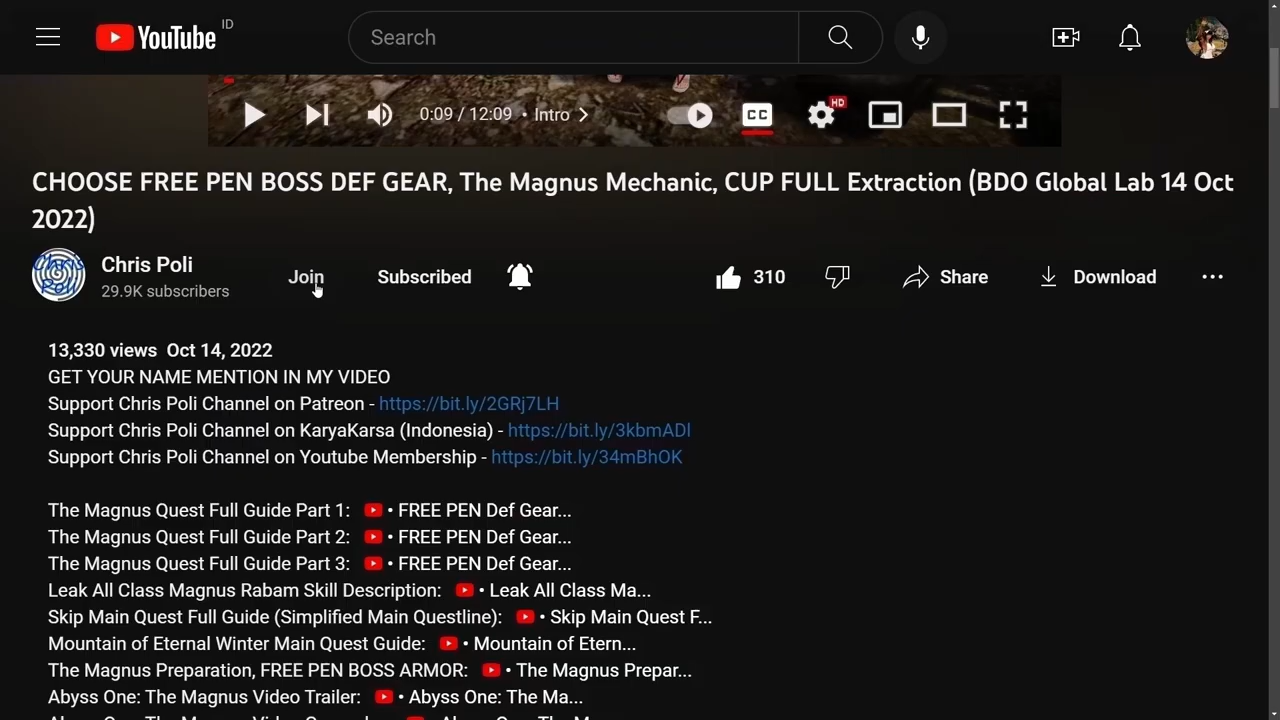 YouTube ID
Search
0:09 / 12:09 • Intro
CC
HD
CHOOSE FREE PEN BOSS DEF GEAR, The Magnus Mechanic, CUP FULL Extraction (BDO Global Lab 14 Oct
2022)
Chris Poli
29.9K subscribers
Join
Subscribed
310
Share
Download
13,330 views Oct 14, 2022
GET YOUR NAME MENTION IN MY VIDEO
Support Chris Poli Channel on Patreon - https://bit.ly/2GRj7LH
Support Chris Poli Channel on KaryaKarsa (Indonesia) - https://bit.ly/3kbmADl
Support Chris Poli Channel on Youtube Membership - https://bit.ly/34mBhOK
The Magnus Quest Full Guide Part 1: • FREE PEN Def Gear...
The Magnus Quest Full Guide Part 2: • FREE PEN Def Gear...
The Magnus Quest Full Guide Part 3: • FREE PEN Def Gear...
Leak All Class Magnus Rabam Skill Description: • Leak All Class Ma...
Skip Main Quest Full Guide (Simplified Main Questline): • Skip Main Quest F...
Mountain of Eternal Winter Main Quest Guide: • Mountain of Etern...
The Magnus Preparation, FREE PEN BOSS ARMOR: • The Magnus Prepar...
Abyss One: The Magnus Video Trailer: • Abyss One: The Ma...